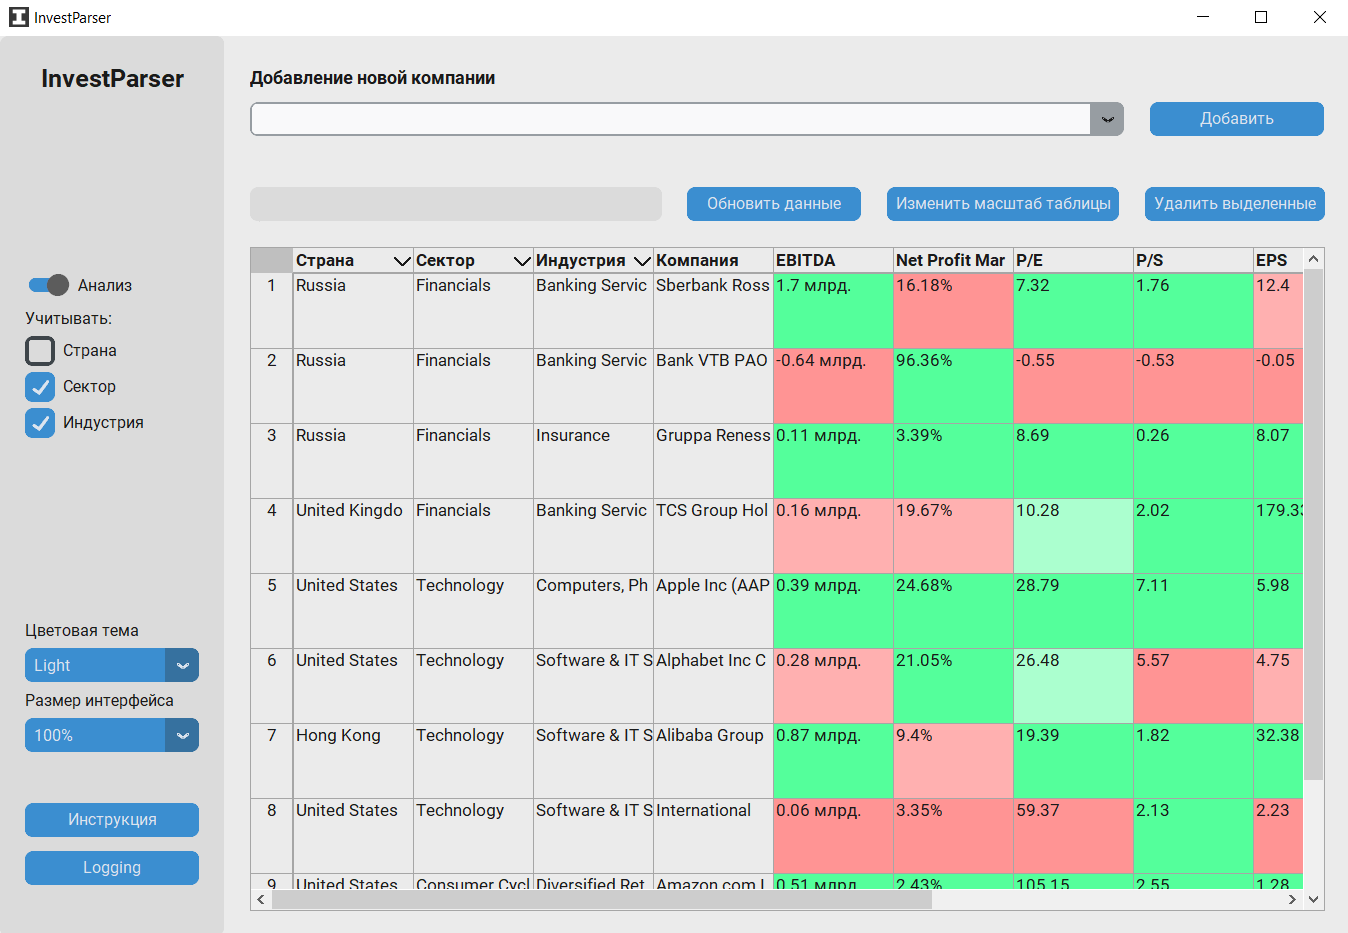 InvestParser
InvestParser
Добавление новой компании
Добавить
Обновить данные
Изменить масштаб таблицы
Удалить выделенные
Анализ
Учитывать:
Страна
Сектор
Индустрия
Цветовая тема
Light
Размер интерфейса
100%
Инструкция
Logging
Страна Сектор Индустрия Компания EBITDA Net Profit Mar P/E P/S EPS
1 Russia Financials Banking Servic Sberbank Ross 1.7 млрд. 16.18% 7.32 1.76 12.4
2 Russia Financials Banking Servic Bank VTB PAO -0.64 млрд. 96.36% -0.55 -0.53 -0.05
3 Russia Financials Insurance Gruppa Reness 0.11 млрд. 3.39% 8.69 0.26 8.07
4 United Kingdo Financials Banking Servic TCS Group Hol 0.16 млрд. 19.67% 10.28 2.02 179.33
5 United States Technology Computers, Ph Apple Inc (AAP 0.39 млрд. 24.68% 28.79 7.11 5.98
6 United States Technology Software & IT S Alphabet Inc C 0.28 млрд. 21.05% 26.48 5.57 4.75
7 Hong Kong Technology Software & IT S Alibaba Group 0.87 млрд. 9.4% 19.39 1.82 32.38
8 United States Technology Software & IT S International 0.06 млрд. 3.35% 59.37 2.13 2.23
9 United States Consumer Cycl Diversified Ret Amazon.com I 0.51 млрд. 2.43% 105.15 2.55 1.28